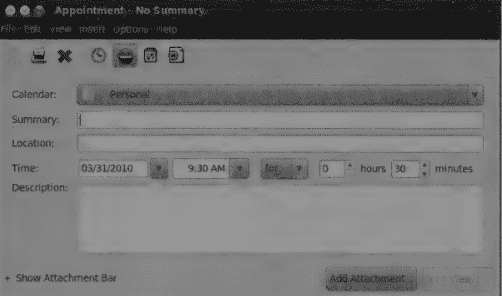 Appointment - No Summary
File Edit View Insert Options Help
Calendar: Personal
Summary:
Location:
Time: 03/31/2010 9:30 AM for 0 hours 30 minutes
Description:
+ Show Attachment Bar Add Attachment...